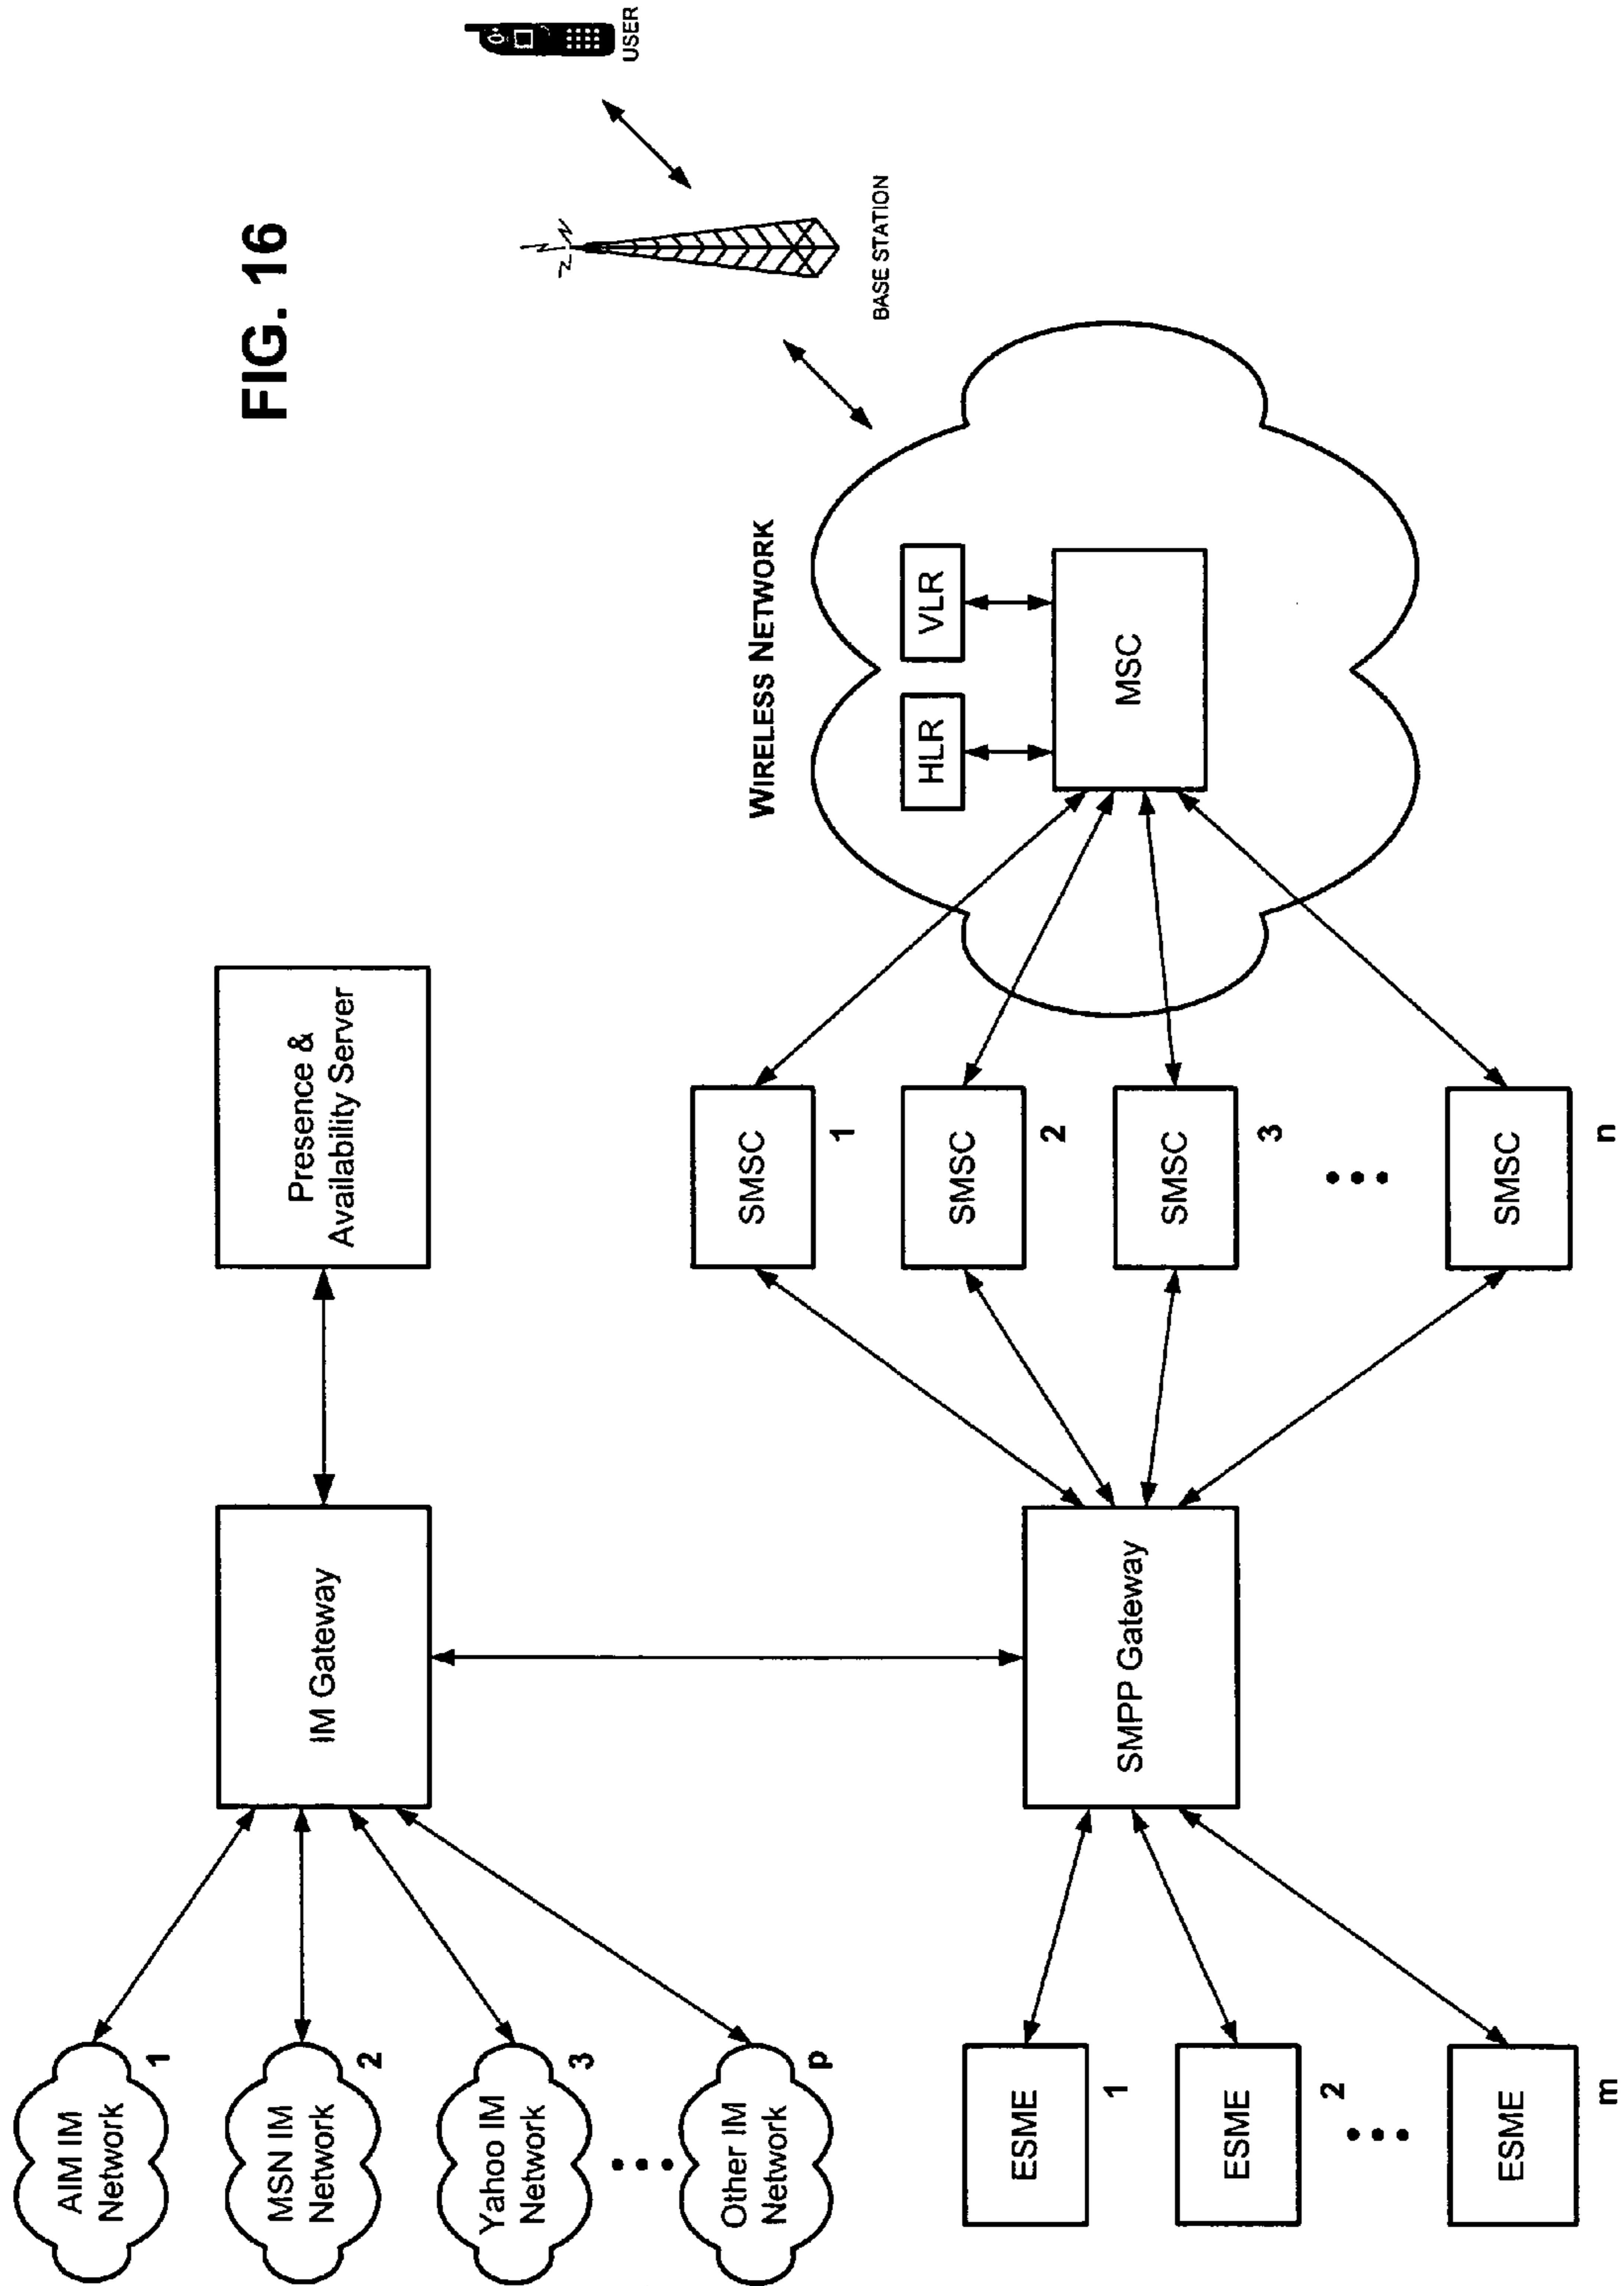 FIG. 16
AIM IM
Network
1
MSN IM
Network
2
Yahoo IM
Network
3
Other IM
Network
p
IM Gateway
Presence &
Availability Server
ESME
1
ESME
2
ESME
m
SMPP Gateway
SMSC
1
SMSC
2
SMSC
3
SMSC
n
WIRELESS NETWORK
HLR
VLR
MSC
BASE STATION
USER